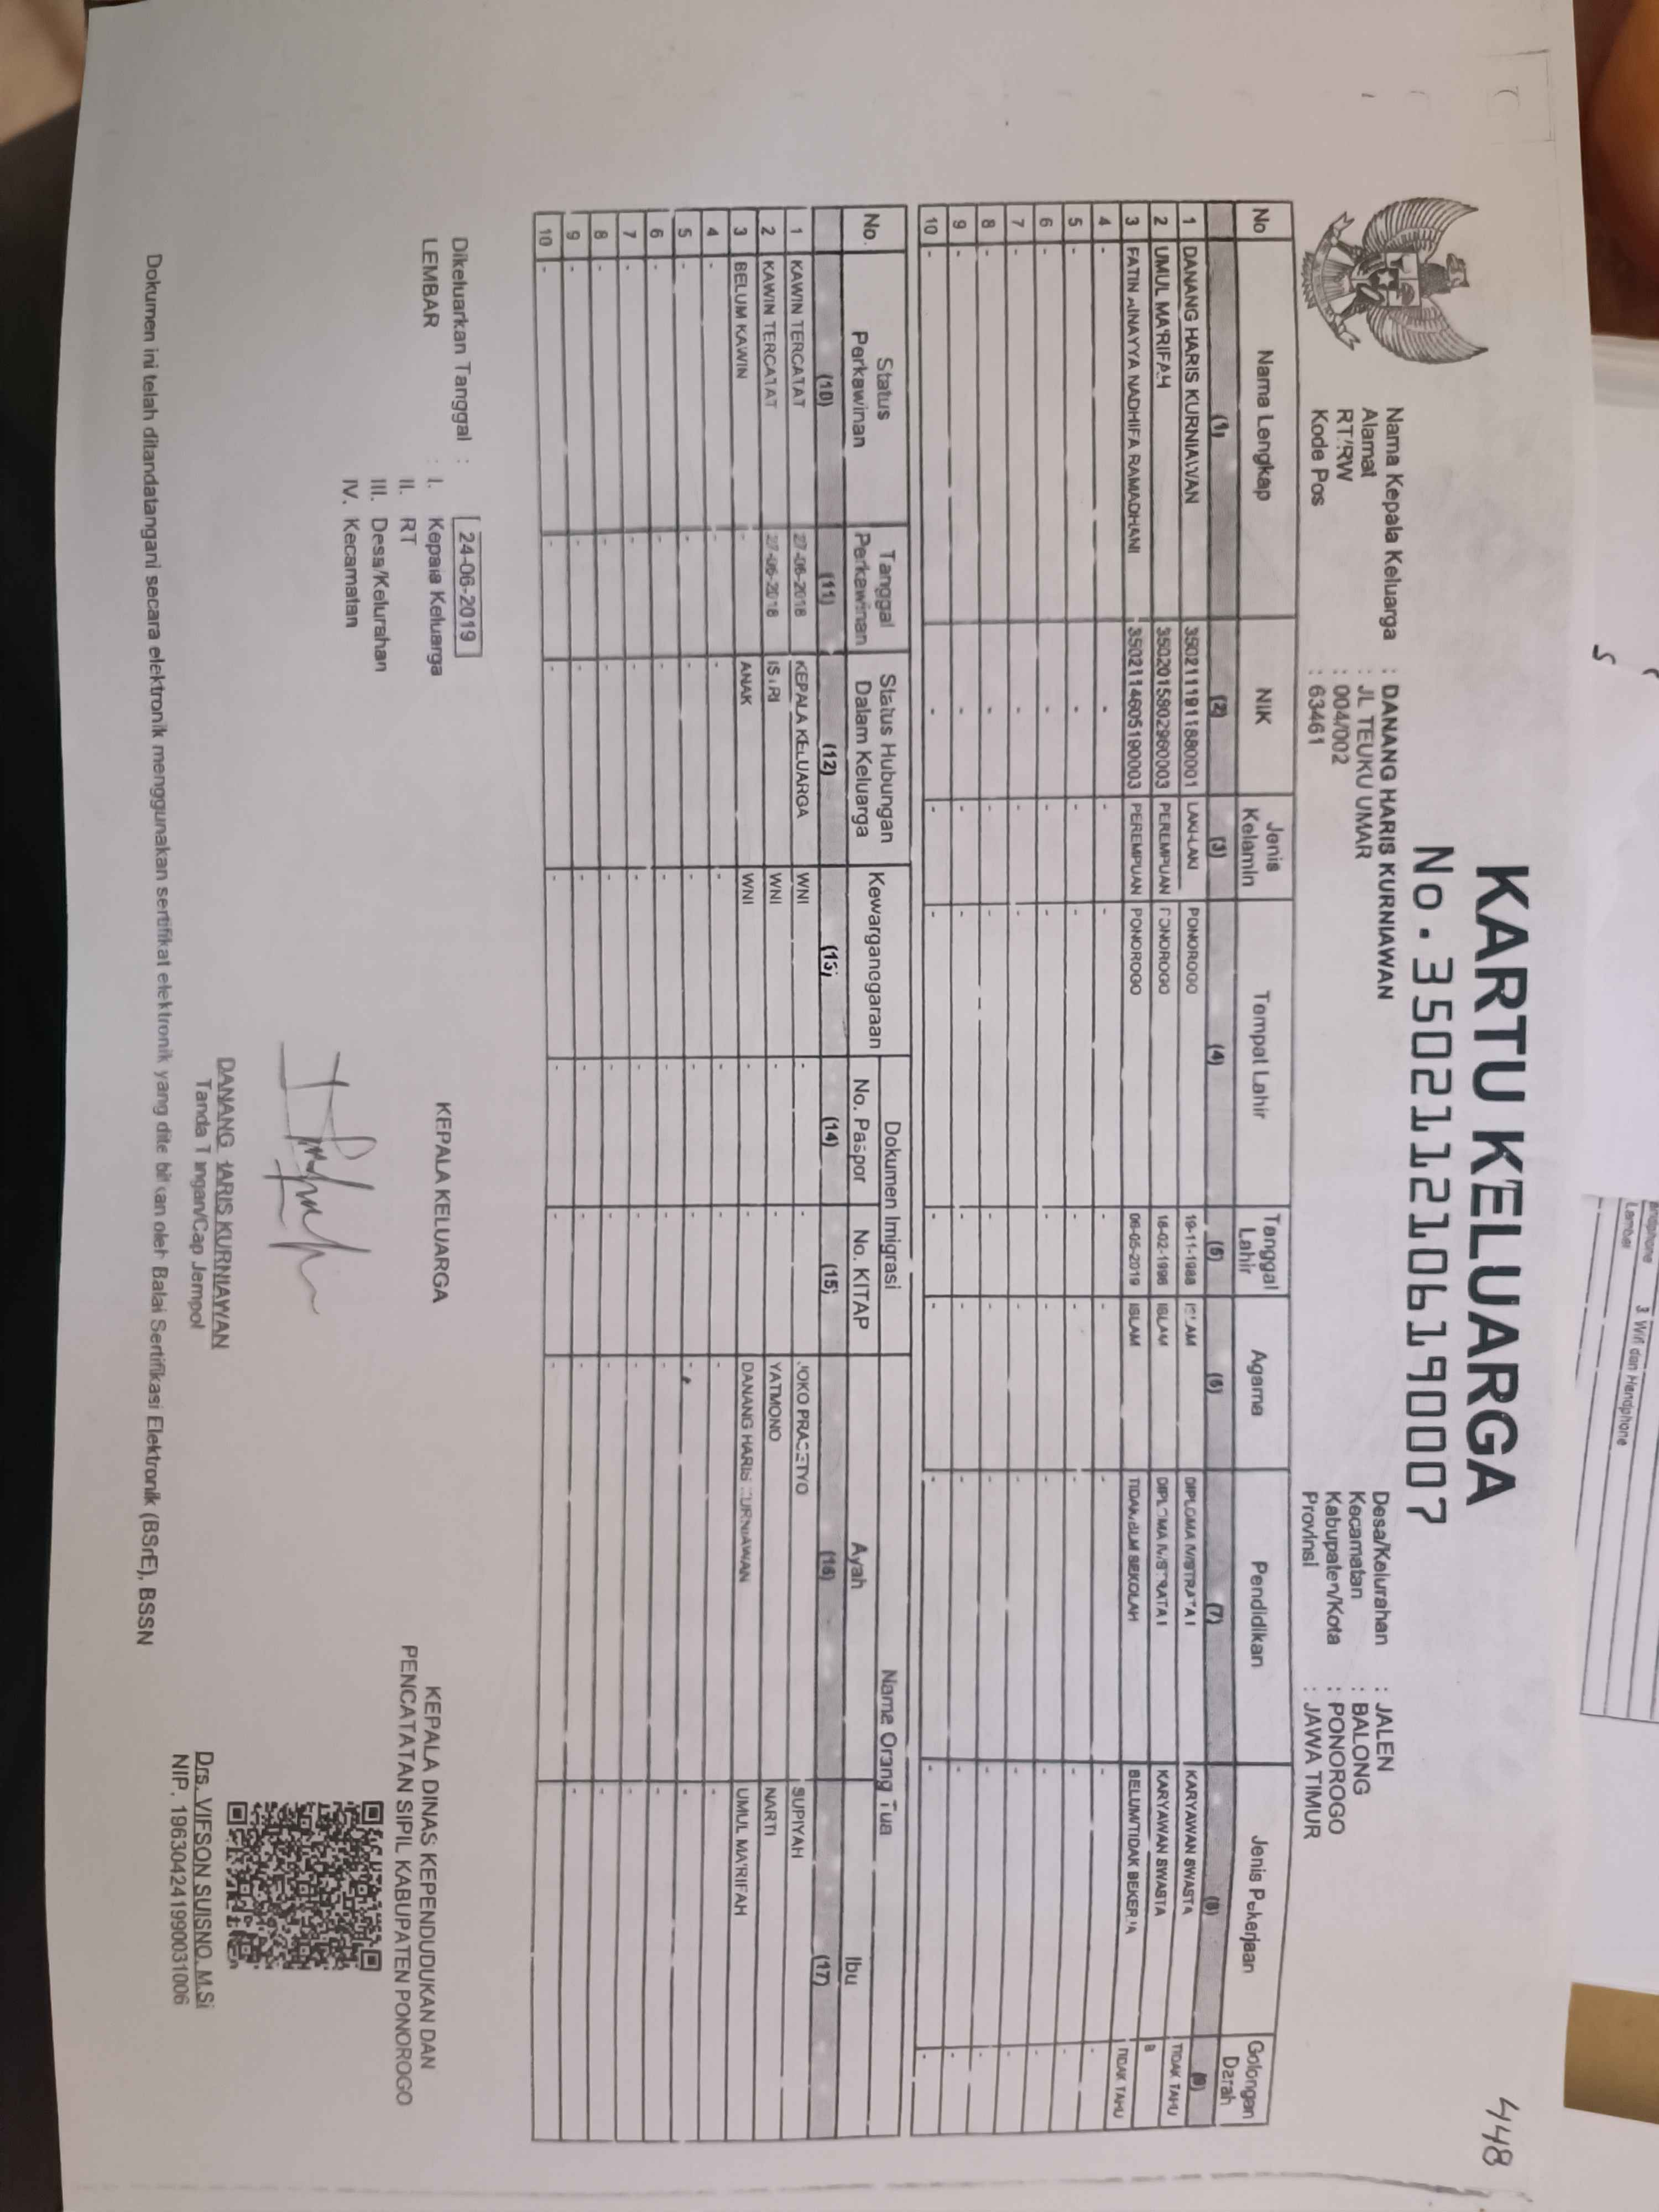 448
KARTU KELUARGA
No. 3502112106190007
Nama Kepala Keluarga : DANANG HARIS KURNIAWAN
Alamat : JL TEUKU UMAR
RT/RW : 004/002
Kode Pos : 63461
Desa/Kelurahan : JALEN
Kecamatan : BALONG
Kabupaten/Kota : PONOROGO
Provinsi : JAWA TIMUR
No Nama Lengkap NIK Jenis Kelamin Tempat Lahir Tanggal Lahir Agama Pendidikan Jenis Pekerjaan Golongan Darah
(1) (2) (3) (4) (5) (6) (7) (8) (9)
1 DANANG HARIS KURNIAWAN 3502111911880001 LAKI-LAKI PONOROGO 19-11-1988 ISLAM DIPLOMA IV/STRATA I KARYAWAN SWASTA TIDAK TAHU
2 UMUL MA'RIFAH 3502015802960003 PEREMPUAN PONOROGO 18-02-1996 ISLAM DIPLOMA IV/STRATA I KARYAWAN SWASTA B
3 FATIN AINAYYA NADHIFA RAMADHANI 3502114605190003 PEREMPUAN PONOROGO 06-05-2019 ISLAM TIDAK/BLM SEKOLAH BELUM/TIDAK BEKERJA TIDAK TAHU
4 - - - - - - - - -
5 - - - - - - - - -
6 - - - - - - - - -
7 - - - - - - - - -
8 - - - - - - - - -
9 - - - - - - - - -
10 - - - - - - - - -
No. Status Perkawinan Tanggal Perkawinan Status Hubungan Dalam Keluarga Kewarganegaraan Dokumen Imigrasi Nama Orang Tua
No. Paspor No. KITAP Ayah Ibu
(10) (11) (12) (13) (14) (15) (16) (17)
1 KAWIN TERCATAT 27-06-2018 KEPALA KELUARGA WNI - - JOKO PRASETYO SUPIYAH
2 KAWIN TERCATAT 27-06-2018 ISTRI WNI - - YATMONO NARTI
3 BELUM KAWIN - ANAK WNI - - DANANG HARIS KURNIAWAN UMUL MA'RIFAH
4 - - - - - - - -
5 - - - - - - - -
6 - - - - - - - -
7 - - - - - - - -
8 - - - - - - - -
9 - - - - - - - -
10 - - - - - - - -
Dikeluarkan Tanggal : 24-06-2019
LEMBAR : I. Kepala Keluarga
II. RT
III. Desa/Kelurahan
IV. Kecamatan
KEPALA KELUARGA
DANANG HARIS KURNIAWAN
Tanda Tangan/Cap Jempol
KEPALA DINAS KEPENDUDUKAN DAN
PENCATATAN SIPIL KABUPATEN PONOROGO
Drs. VIFSON SUISNO, M.Si
NIP. 196304241990031006
Dokumen ini telah ditandatangani secara elektronik menggunakan sertifikat elektronik yang diterbitkan oleh Balai Sertifikasi Elektronik (BSrE), BSSN
3. Wifi dan Handphone